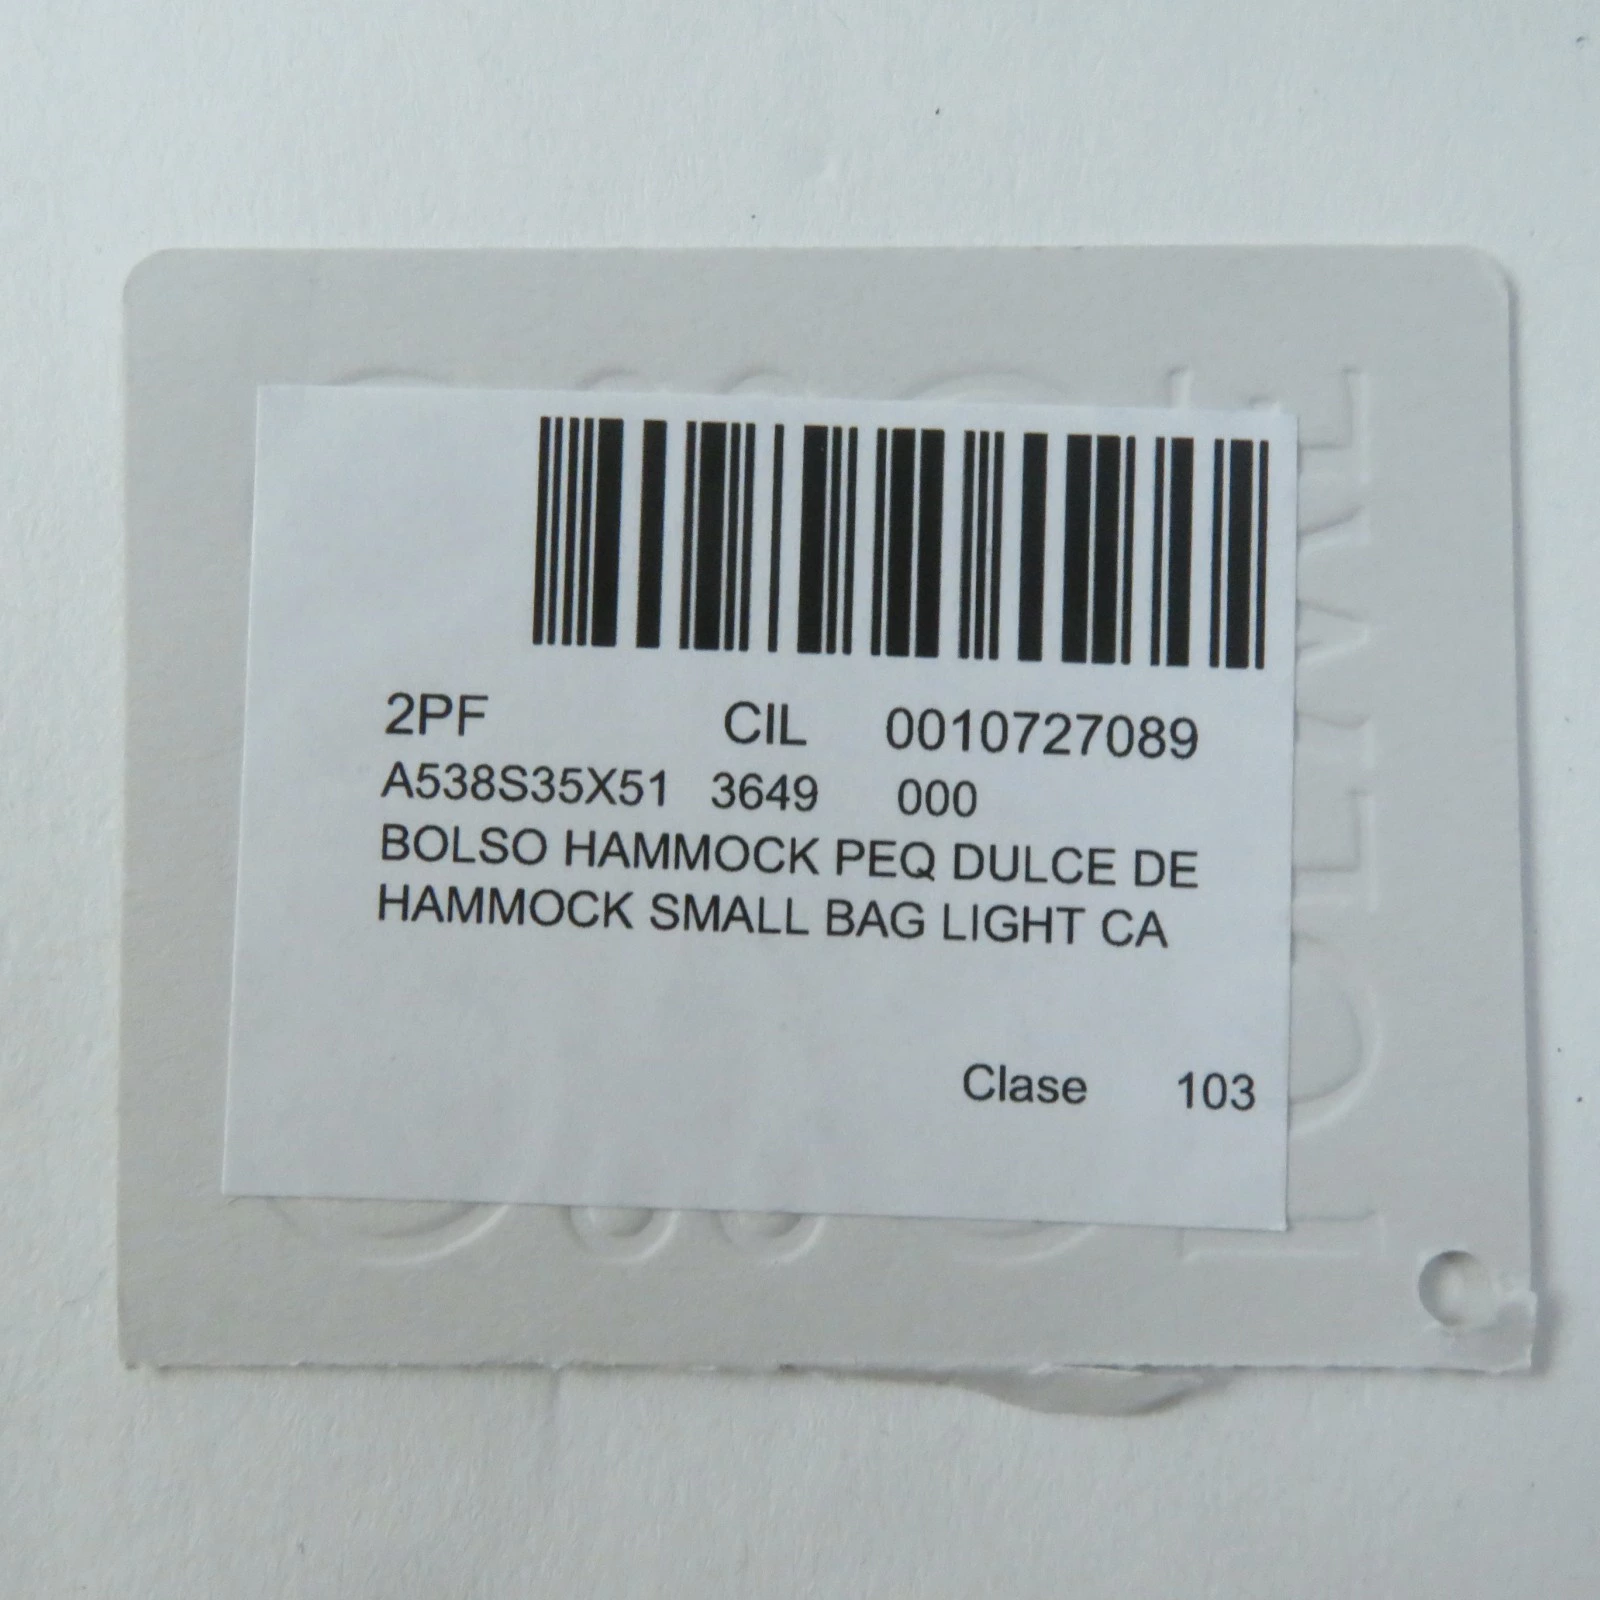 2PF CIL 0010727089
A538S35X51 3649 000
BOLSO HAMMOCK PEQ DULCE DE
HAMMOCK SMALL BAG LIGHT CA
Clase 103